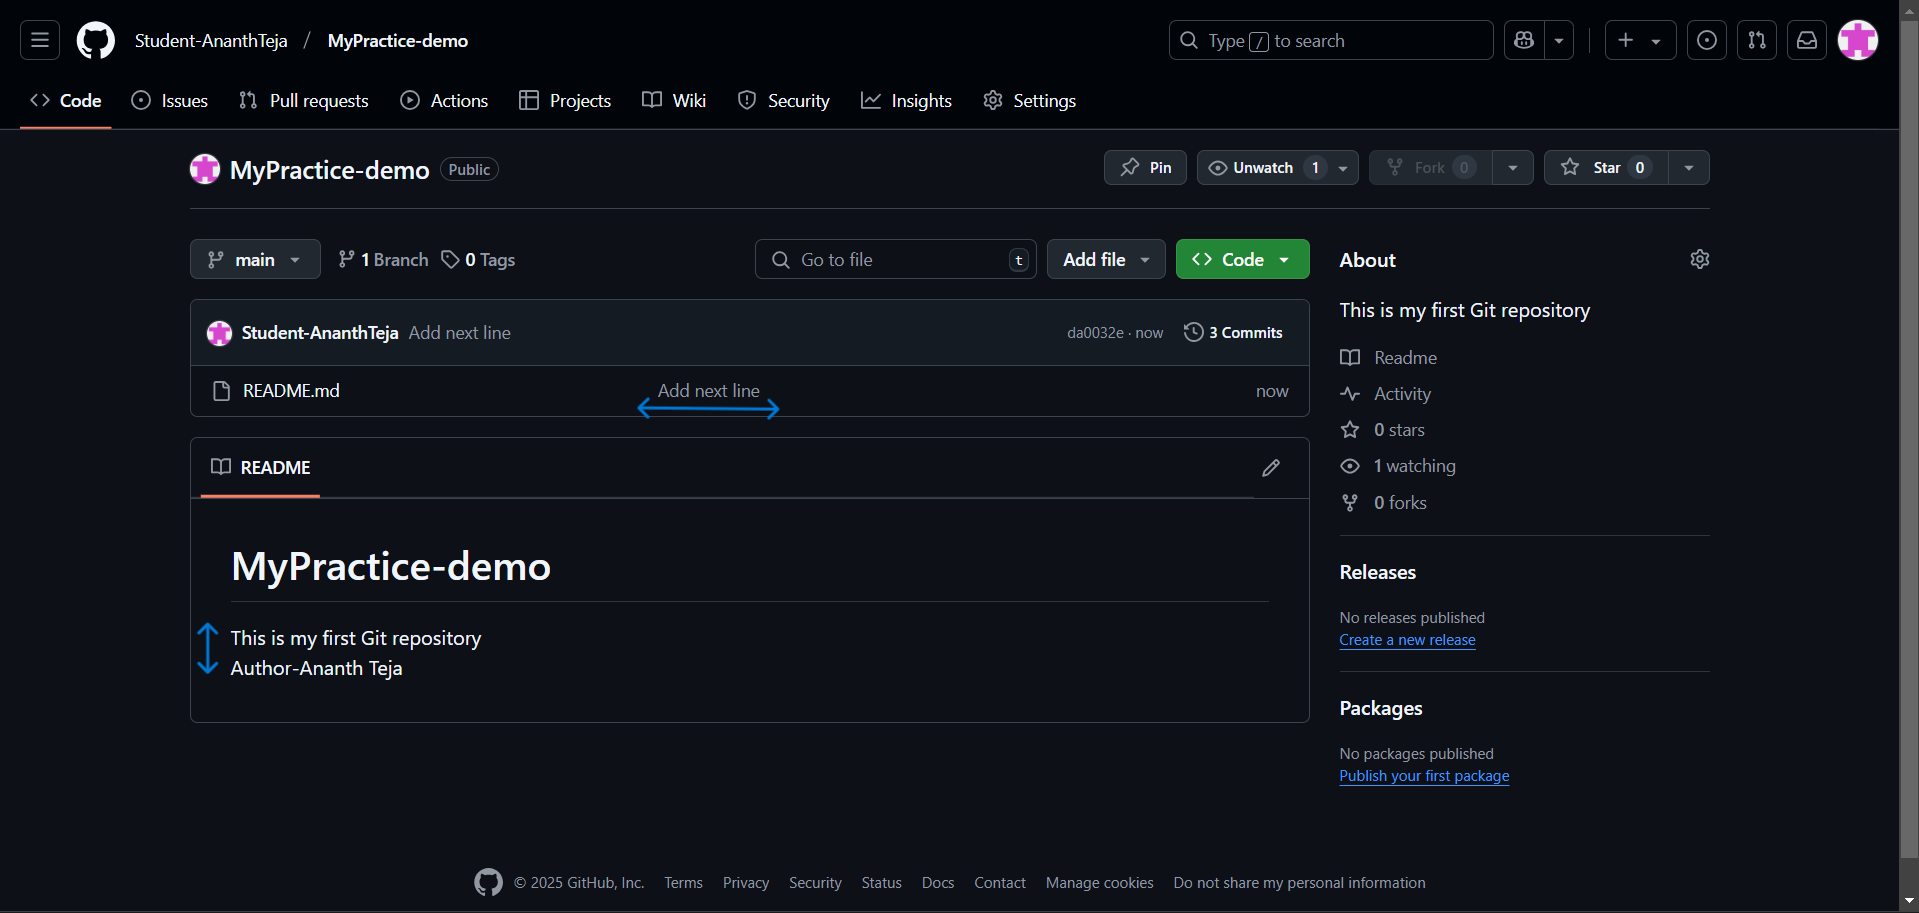 Student-AnanthTeja / MyPractice-demo
Type / to search
Code Issues Pull requests Actions Projects Wiki Security Insights Settings
MyPractice-demo Public
Pin Unwatch 1 Fork 0 Star 0
main 1 Branch 0 Tags
Go to file t Add file Code
Student-AnanthTeja Add next line da0032e · now 3 Commits
README.md Add next line now
README
MyPractice-demo
This is my first Git repository
Author-Ananth Teja
About
This is my first Git repository
Readme
Activity
0 stars
1 watching
0 forks
Releases
No releases published
Create a new release
Packages
No packages published
Publish your first package
© 2025 GitHub, Inc. Terms Privacy Security Status Docs Contact Manage cookies Do not share my personal information